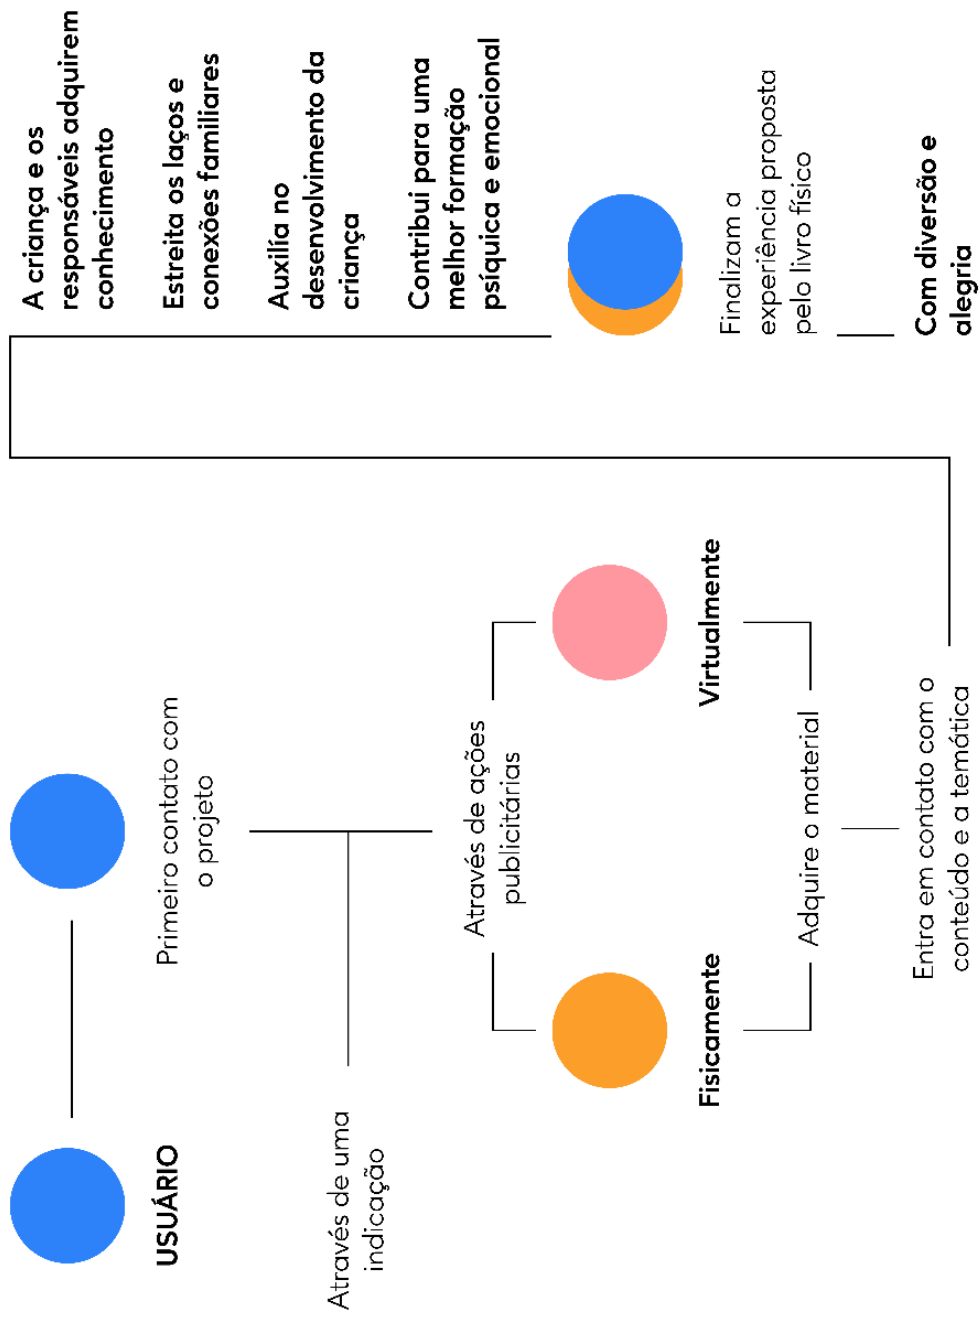 USUÁRIO
Primeiro contato com
o projeto
Através de uma
indicação
Através de ações
publicitárias
Fisicamente
Virtualmente
Adquire o material
Entra em contato com o
conteúdo e a temática
A criança e os
responsáveis adquirem
conhecimento
Estreita os laços e
conexões familiares
Auxilía no
desenvolvimento da
criança
Contribui para uma
melhor formação
psíquica e emocional
Finalizam a
experiência proposta
pelo livro físico
Com diversão e
alegria